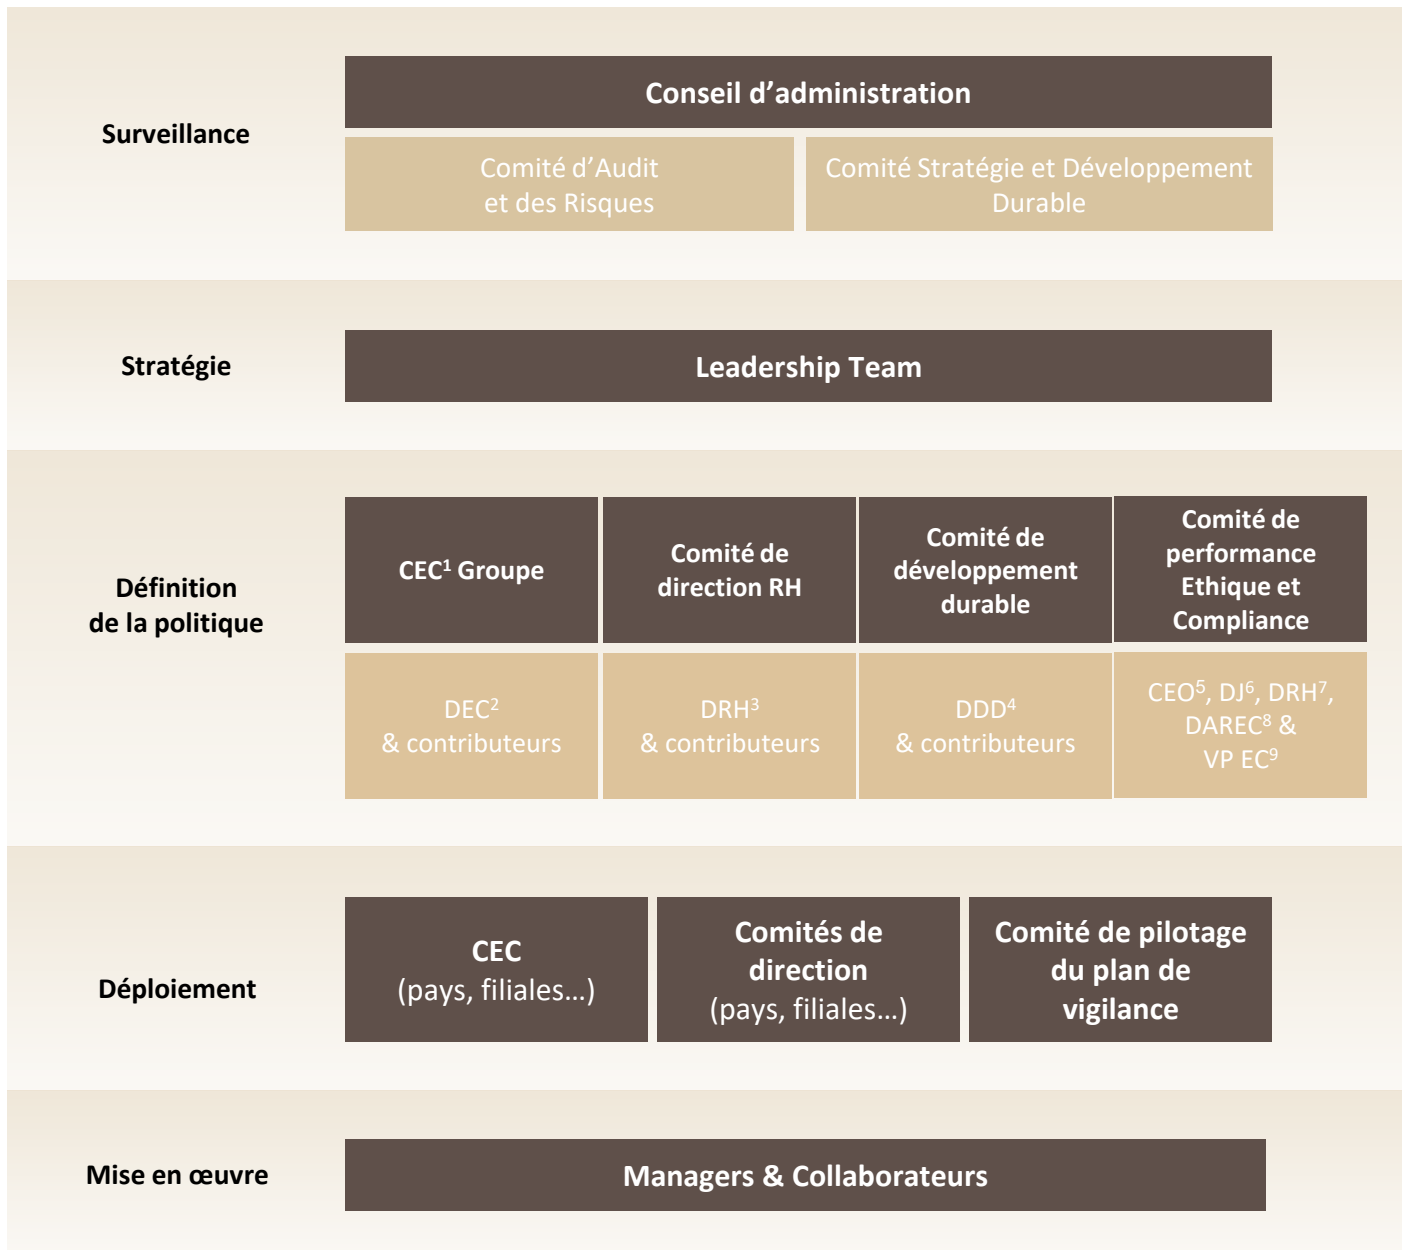 Surveillance
Conseil d’administration
Comité d’Audit
et des Risques
Comité Stratégie et Développement
Durable
Stratégie
Leadership Team
Définition
de la politique
CEC¹ Groupe
Comité de
direction RH
Comité de
développement
durable
Comité de
performance
Ethique et
Compliance
DEC²
& contributeurs
DRH³
& contributeurs
DDD⁴
& contributeurs
CEO⁵, DJ⁶, DRH⁷,
DAREC⁸ &
VP EC⁹
Déploiement
CEC
(pays, filiales…)
Comités de
direction
(pays, filiales…)
Comité de pilotage
du plan de
vigilance
Mise en œuvre
Managers & Collaborateurs